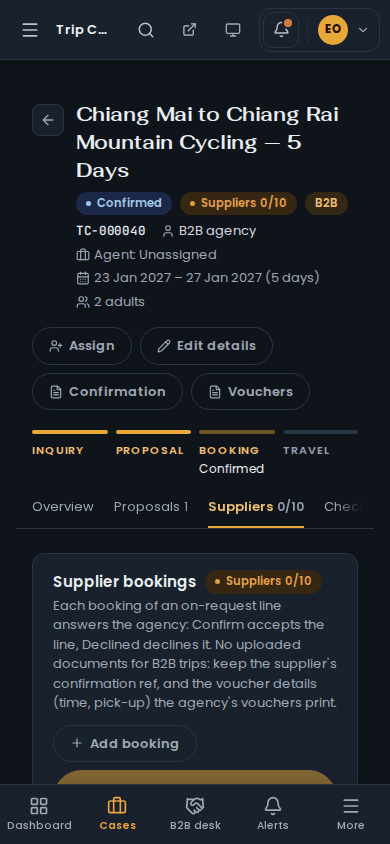 Trip C...
EO
Chiang Mai to Chiang Rai
Mountain Cycling — 5
Days
Confirmed
Suppliers 0/10
B2B
TC-000040
B2B agency
Agent: Unassigned
23 Jan 2027 – 27 Jan 2027 (5 days)
2 adults
Assign
Edit details
Confirmation
Vouchers
INQUIRY
PROPOSAL
BOOKING
TRAVEL
Confirmed
Overview
Proposals 1
Suppliers 0/10
Supplier bookings
Suppliers 0/10
Each booking of an on-request line
answers the agency: Confirm accepts the
line, Declined declines it. No uploaded
documents for B2B trips: keep the supplier's
confirmation ref, and the voucher details
(time, pick-up) the agency's vouchers print.
Add booking
Dashboard
Cases
B2B desk
Alerts
More